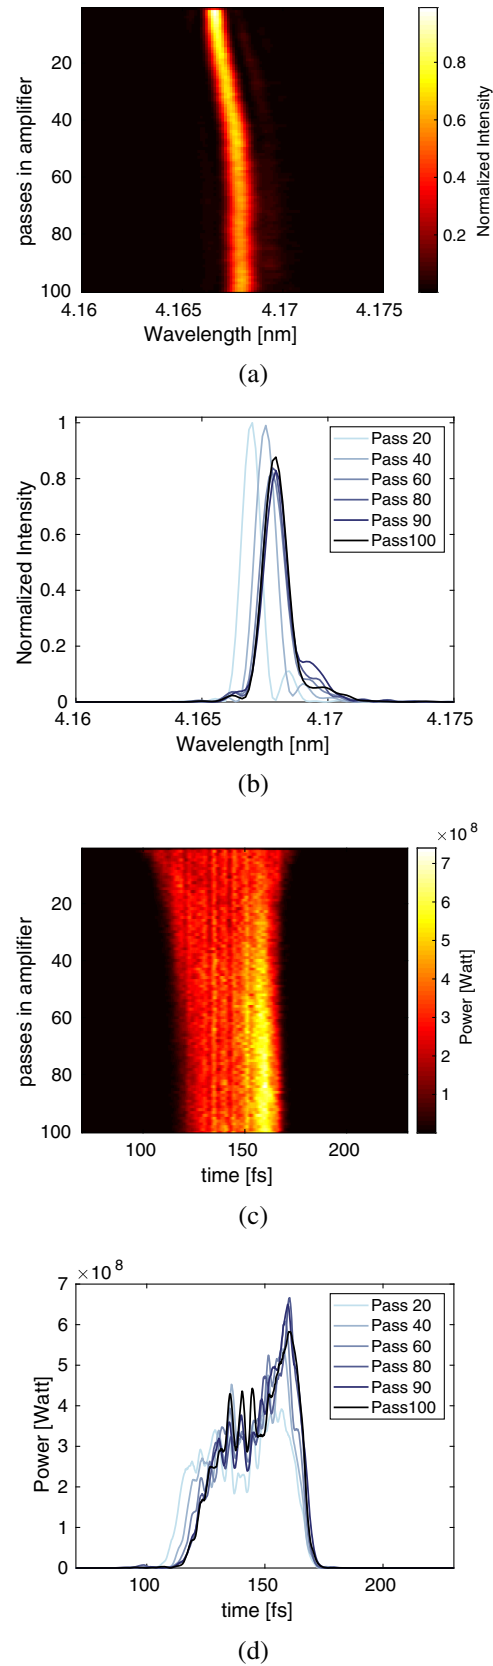 20
40
60
80
100
passes in amplifier
4.16
4.165
4.17
4.175
Wavelength [nm]
0.8
0.6
0.4
0.2
Normalized Intensity
(a)
1
0.8
0.6
0.4
0.2
0
Normalized Intensity
Pass 20
Pass 40
Pass 60
Pass 80
Pass 90
Pass100
4.16
4.165
4.17
4.175
Wavelength [nm]
(b)
×10⁸
20
40
60
80
100
passes in amplifier
100
150
200
time [fs]
7
6
5
4
3
2
1
Power [Watt]
(c)
×10⁸
7
6
5
4
3
2
1
0
Power [Watt]
Pass 20
Pass 40
Pass 60
Pass 80
Pass 90
Pass100
100
150
200
time [fs]
(d)